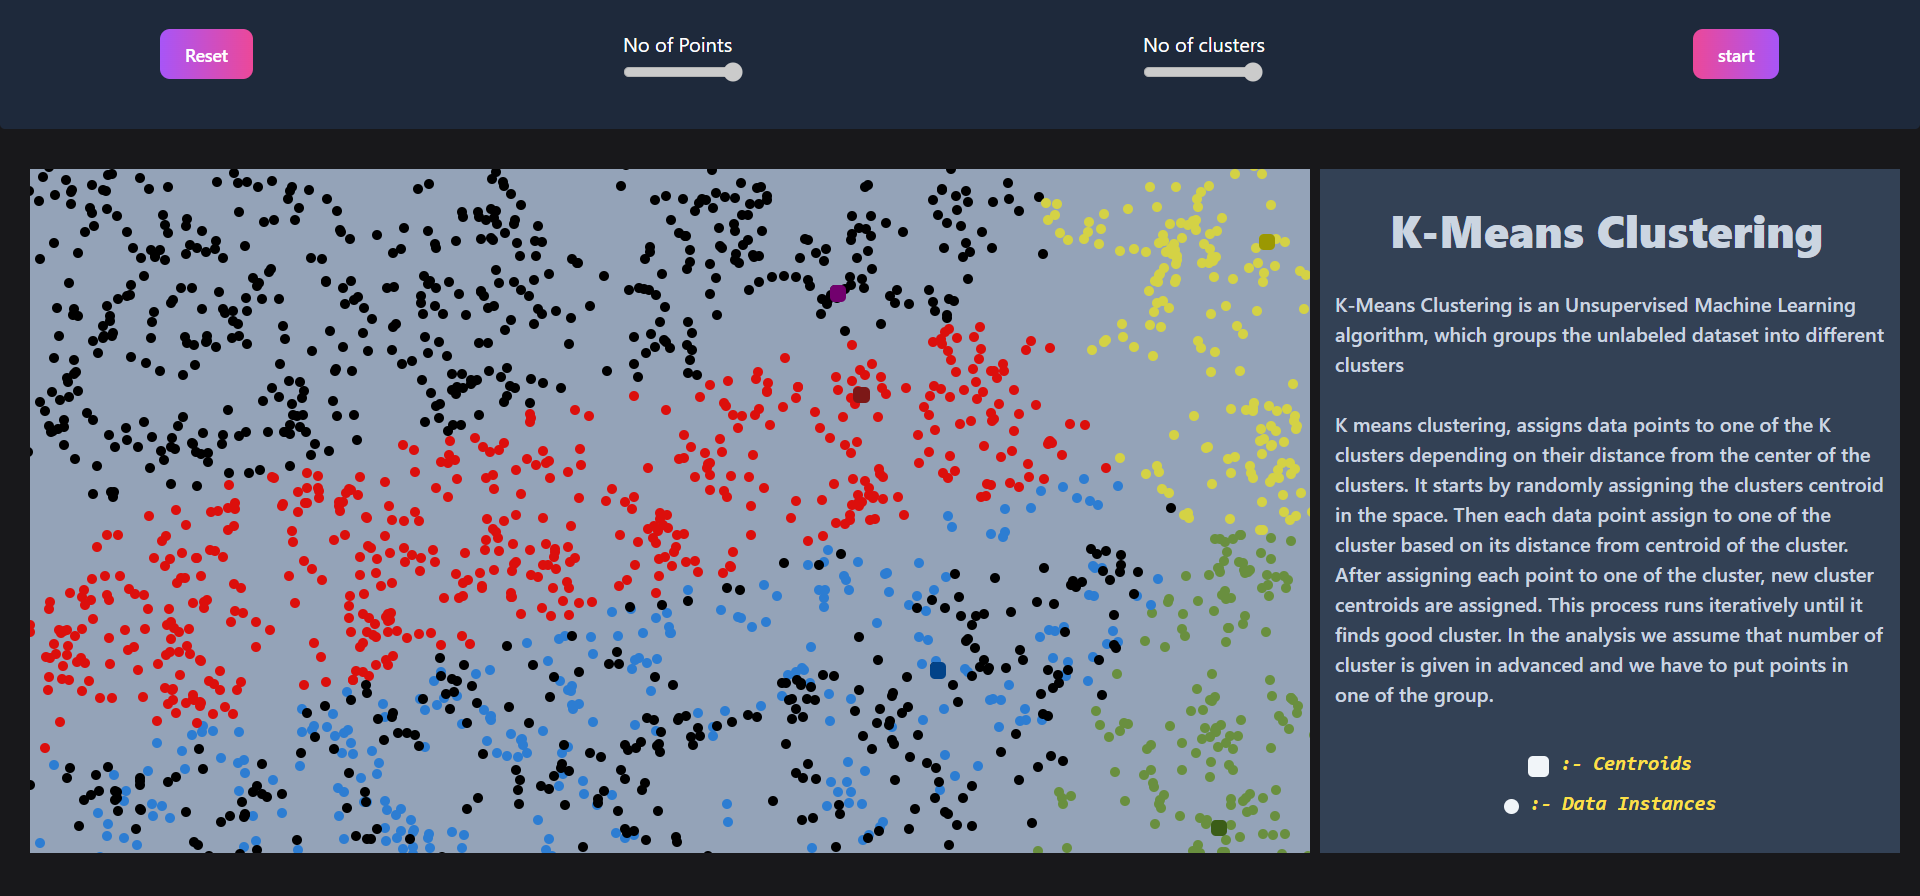 Reset
No of Points
No of clusters
start
K-Means Clustering
K-Means Clustering is an Unsupervised Machine Learning
algorithm, which groups the unlabeled dataset into different
clusters
K means clustering, assigns data points to one of the K
clusters depending on their distance from the center of the
clusters. It starts by randomly assigning the clusters centroid
in the space. Then each data point assign to one of the
cluster based on its distance from centroid of the cluster.
After assigning each point to one of the cluster, new cluster
centroids are assigned. This process runs iteratively until it
finds good cluster. In the analysis we assume that number of
cluster is given in advanced and we have to put points in
one of the group.
:- Centroids
:- Data Instances